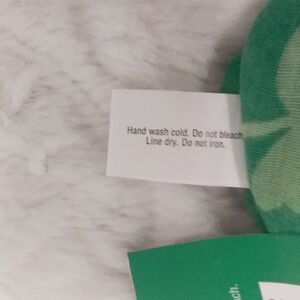 Hand wash cold. Do not bleach
Line dry. Do not iron.